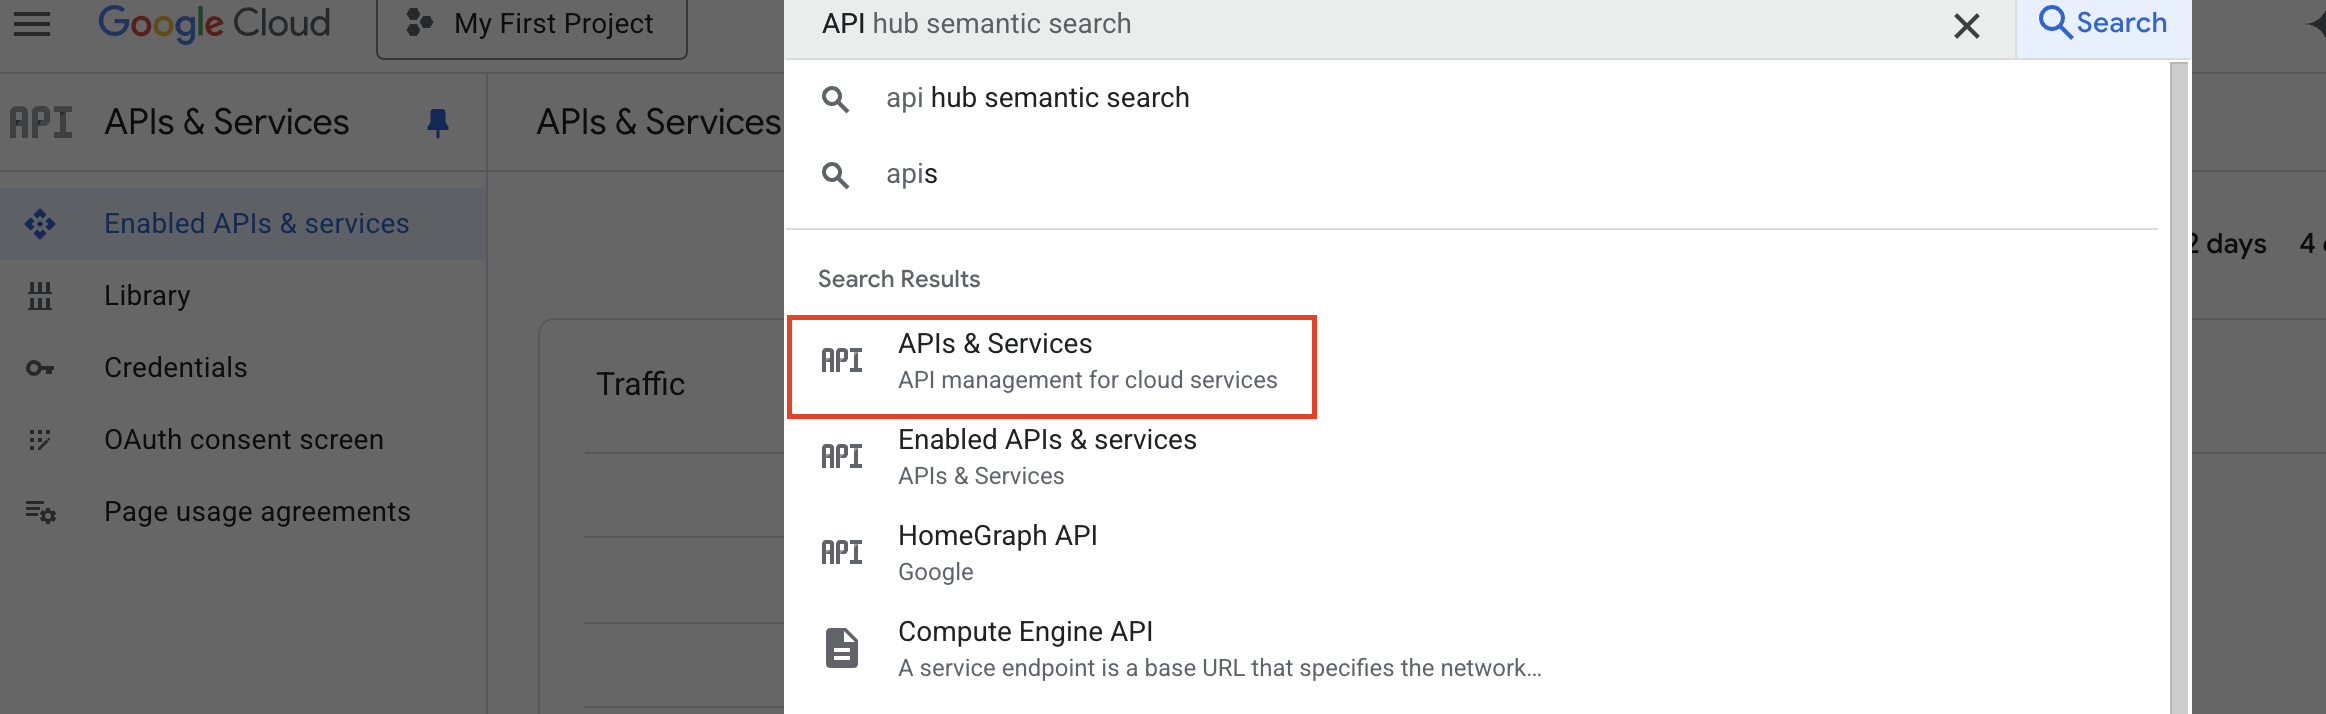 Google Cloud
My First Project
API hub semantic search
Search
API
APIs & Services
APIs & Services
Enabled APIs & services
Library
Credentials
OAuth consent screen
Page usage agreements
Traffic
api hub semantic search
apis
Search Results
API
APIs & Services
API management for cloud services
API
Enabled APIs & services
APIs & Services
API
HomeGraph API
Google
Compute Engine API
A service endpoint is a base URL that specifies the network...
2 days
4